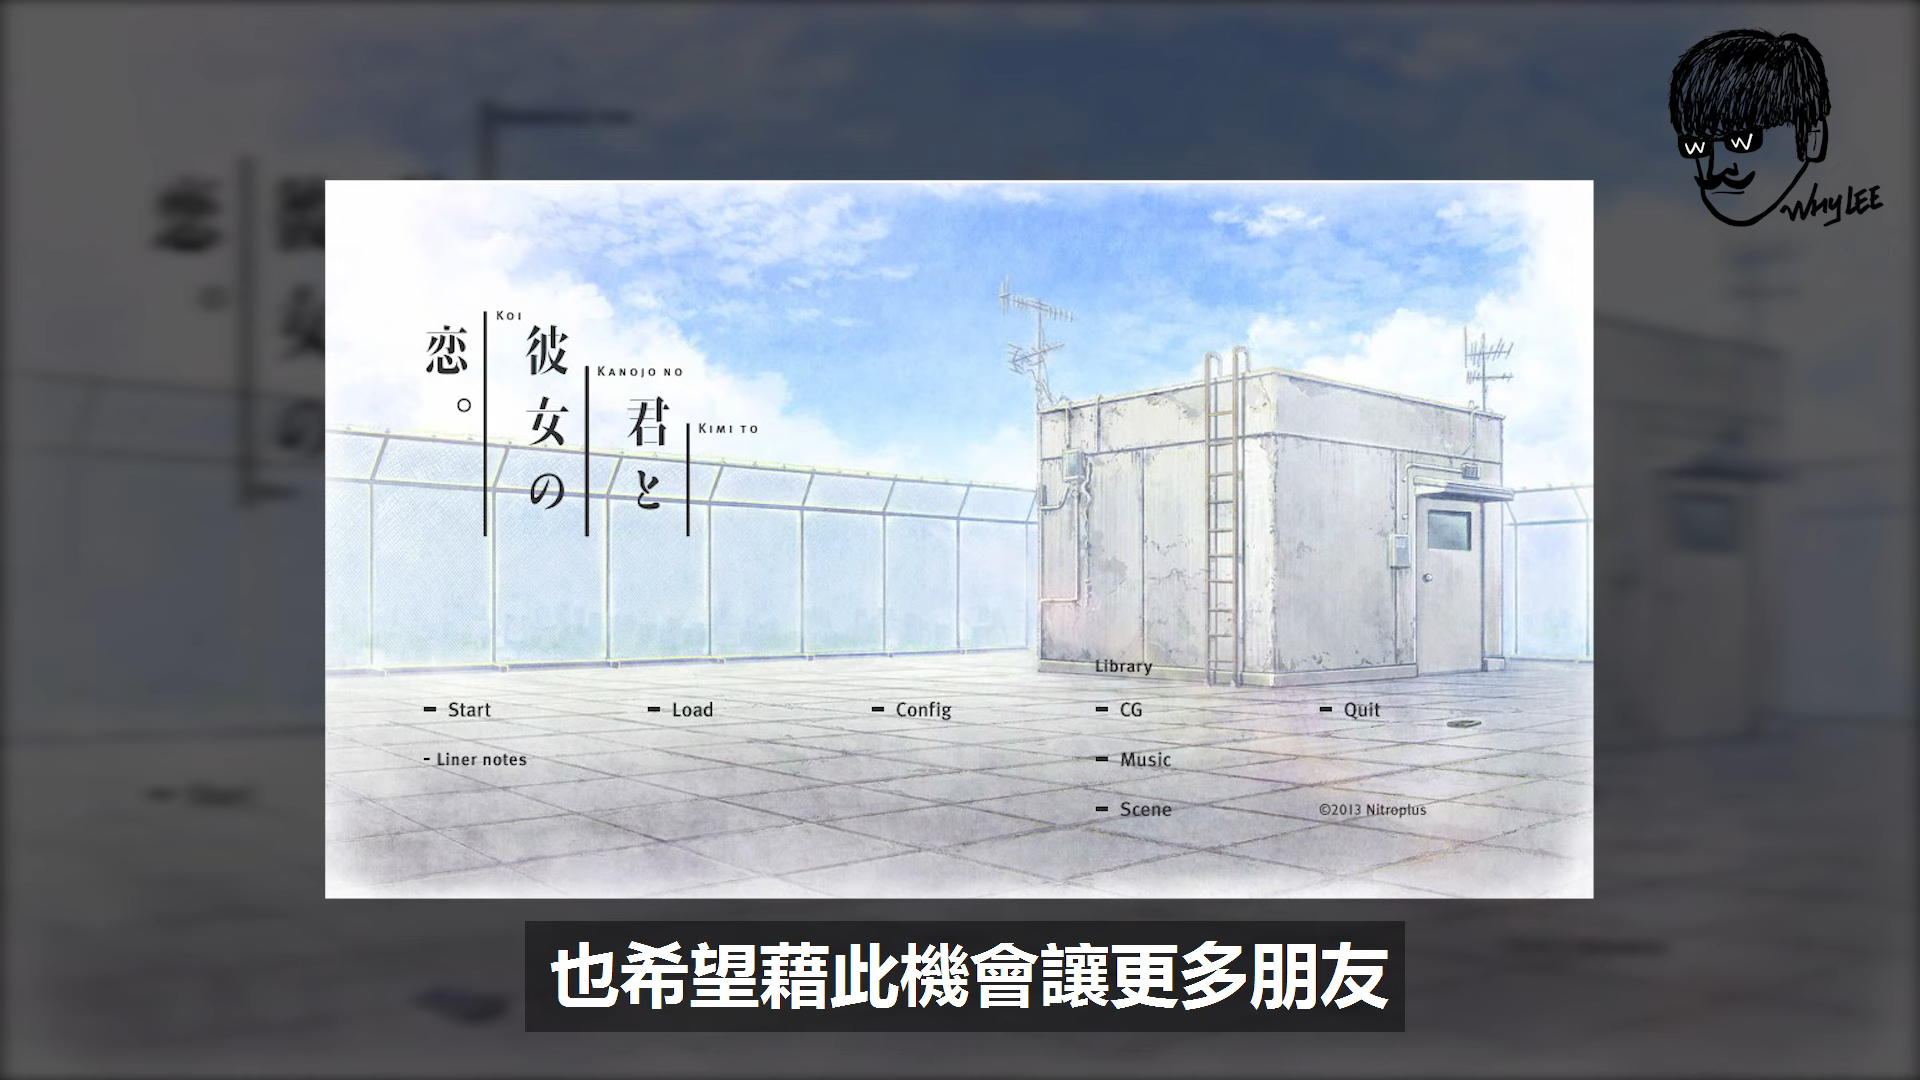 W W
WHYLEE
君と
KIMI TO
彼女の
KANOJO NO
恋。
KOI
Library
Start
Load
Config
CG
Quit
- Liner notes
Music
Scene
©2013 Nitroplus
也希望藉此機會讓更多朋友